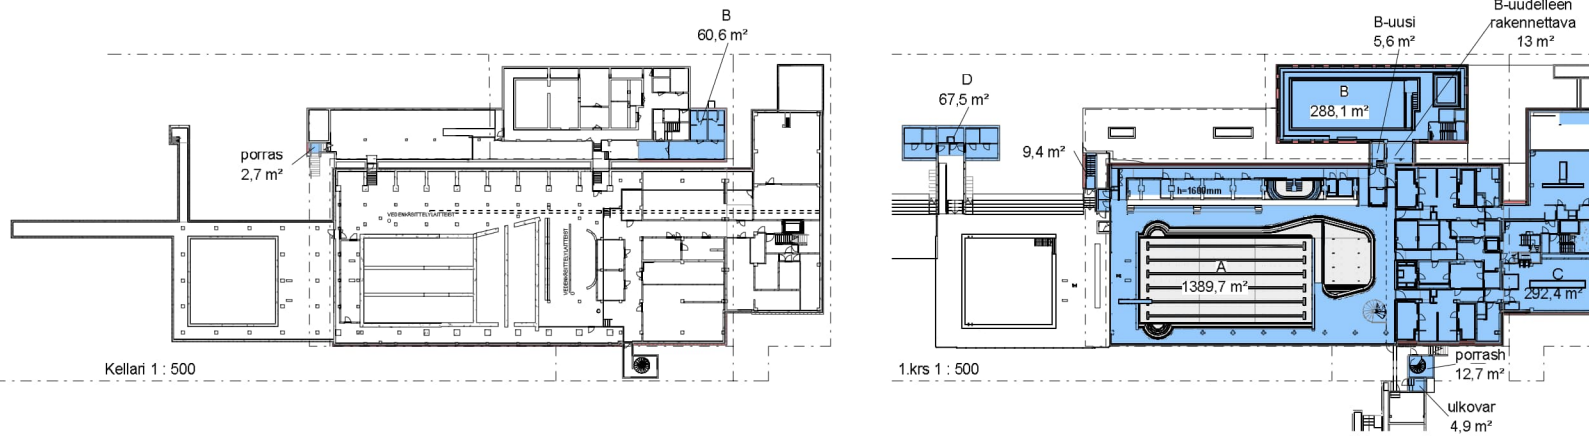 B
60,6 m²
porras
2,7 m²
VEDENKÄSITTELYLAITTEIST
VEDENKÄSITTELYLAITTEIST
Kellari 1 : 500
B-uudelleen
rakennettava
13 m²
B-uusi
5,6 m²
D
67,5 m²
B
288,1 m²
9,4 m²
h=1600mm
A
1389,7 m²
C
292,4 m²
1.krs 1 : 500
porrash
12,7 m²
ulkovar
4,9 m²